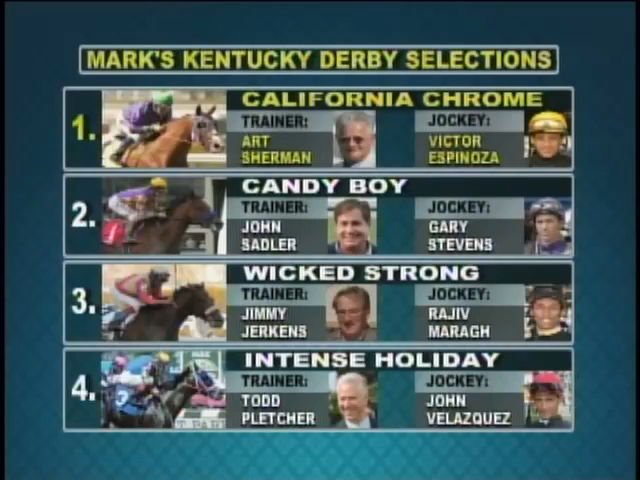 MARK'S KENTUCKY DERBY SELECTIONS
1.
CALIFORNIA CHROME
TRAINER:
ART
SHERMAN
JOCKEY:
VICTOR
ESPINOZA
2.
CANDY BOY
TRAINER:
JOHN
SADLER
JOCKEY:
GARY
STEVENS
3.
WICKED STRONG
TRAINER:
JIMMY
JERKENS
JOCKEY:
RAJIV
MARAGH
4.
INTENSE HOLIDAY
TRAINER:
TODD
PLETCHER
JOCKEY:
JOHN
VELAZQUEZ
3